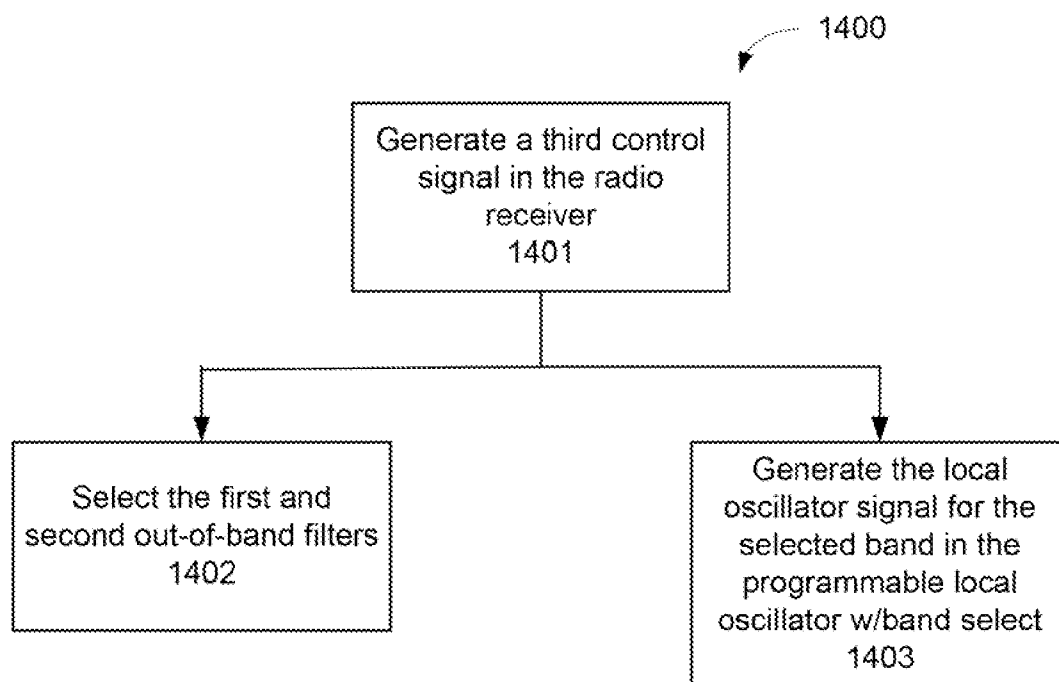 1400
Generate a third control
signal in the radio
receiver
1401
Select the first and
second out-of-band filters
1402
Generate the local
oscillator signal for the
selected band in the
programmable local
oscillator w/band select
1403